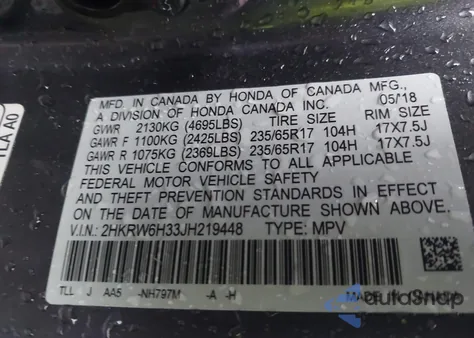 TLA A0
MFD. IN CANADA BY HONDA OF CANADA MFG.,
A DIVISION OF HONDA CANADA INC. 05/18
GVWR 2130KG (4695LBS) TIRE SIZE RIM SIZE
GAWR F 1100KG (2425LBS) 235/65R17 104H 17X7.5J
GAWR R 1075KG (2369LBS) 235/65R17 104H 17X7.5J
THIS VEHICLE CONFORMS TO ALL APPLICABLE
FEDERAL MOTOR VEHICLE SAFETY
AND THEFT PREVENTION STANDARDS IN EFFECT
ON THE DATE OF MANUFACTURE SHOWN ABOVE.
V.I.N.: 2HKRW6H33JH219448 TYPE: MPV
TLL J AA5 -NH797M -A -H
autoSnap